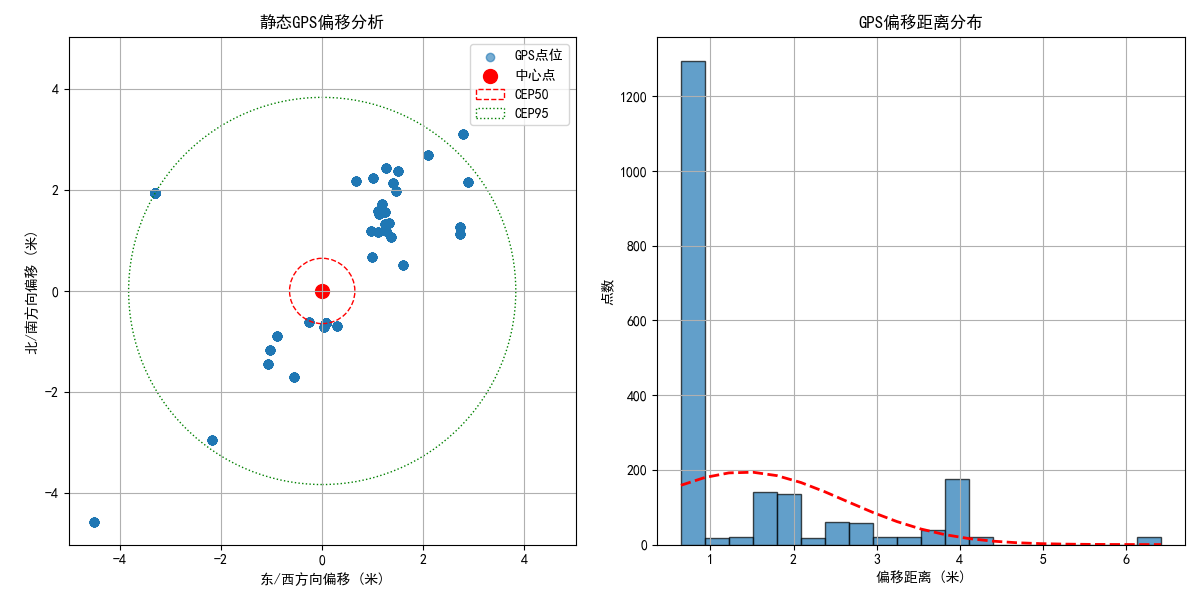 静态GPS偏移分析
GPS点位
中心点
CEP50
CEP95
北/南方向偏移 (米)
4
2
0
−2
−4
−4
−2
0
2
4
东/西方向偏移 (米)
GPS偏移距离分布
点数
1200
1000
800
600
400
200
0
1
2
3
4
5
6
偏移距离 (米)